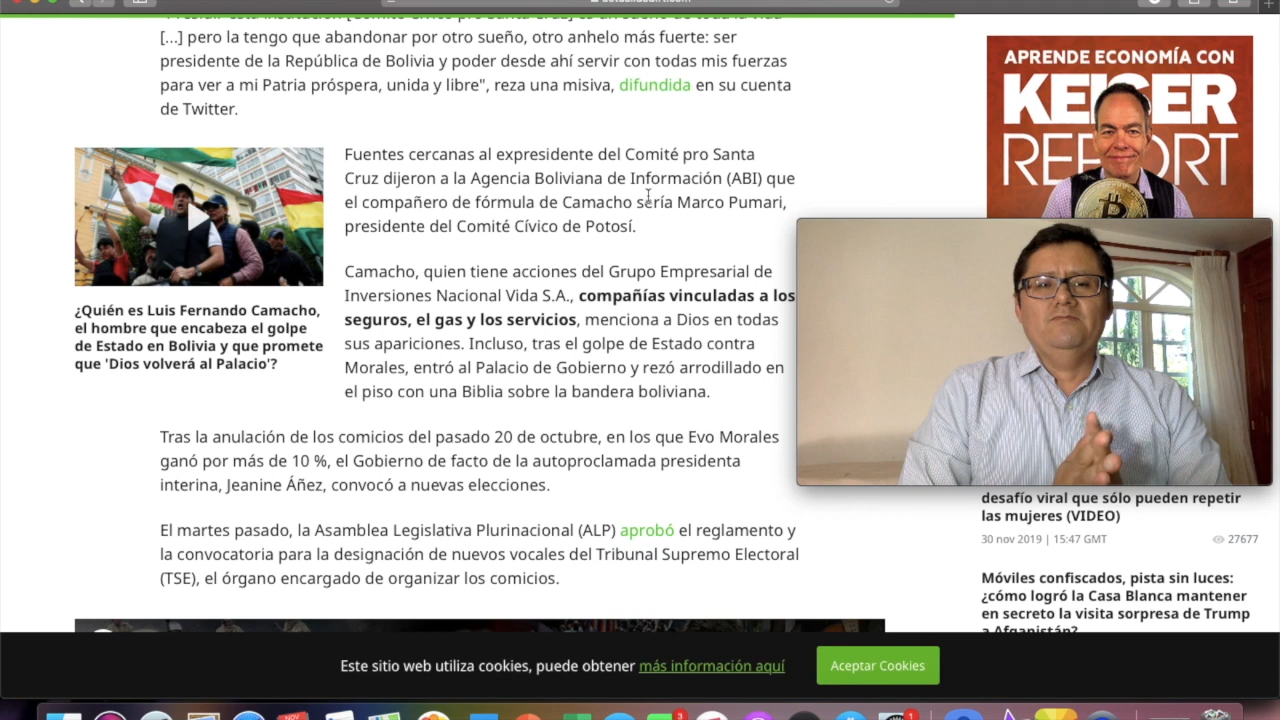 "Presidir esta institución [Comité Cívico pro Santa Cruz] es un sueño de toda la vida
[...] pero la tengo que abandonar por otro sueño, otro anhelo más fuerte: ser
presidente de la República de Bolivia y poder desde ahí servir con todas mis fuerzas
para ver a mi Patria próspera, unida y libre", reza una misiva, difundida en su cuenta
de Twitter.
Fuentes cercanas al expresidente del Comité pro Santa
Cruz dijeron a la Agencia Boliviana de Información (ABI) que
el compañero de fórmula de Camacho sería Marco Pumari,
presidente del Comité Cívico de Potosí.
¿Quién es Luis Fernando Camacho,
el hombre que encabeza el golpe
de Estado en Bolivia y que promete
que 'Dios volverá al Palacio'?
Camacho, quien tiene acciones del Grupo Empresarial de
Inversiones Nacional Vida S.A., compañías vinculadas a los
seguros, el gas y los servicios, menciona a Dios en todas
sus apariciones. Incluso, tras el golpe de Estado contra
Morales, entró al Palacio de Gobierno y rezó arrodillado en
el piso con una Biblia sobre la bandera boliviana.
Tras la anulación de los comicios del pasado 20 de octubre, en los que Evo Morales
ganó por más de 10 %, el Gobierno de facto de la autoproclamada presidenta
interina, Jeanine Áñez, convocó a nuevas elecciones.
El martes pasado, la Asamblea Legislativa Plurinacional (ALP) aprobó el reglamento y
la convocatoria para la designación de nuevos vocales del Tribunal Supremo Electoral
(TSE), el órgano encargado de organizar los comicios.
APRENDE ECONOMÍA CON
KEISER
REPORT
desafío viral que sólo pueden repetir
las mujeres (VIDEO)
30 nov 2019 | 15:47 GMT 27677
Móviles confiscados, pista sin luces:
¿cómo logró la Casa Blanca mantener
en secreto la visita sorpresa de Trump
a Afganistán?
Este sitio web utiliza cookies, puede obtener más información aquí
Aceptar Cookies
NOV
3
1